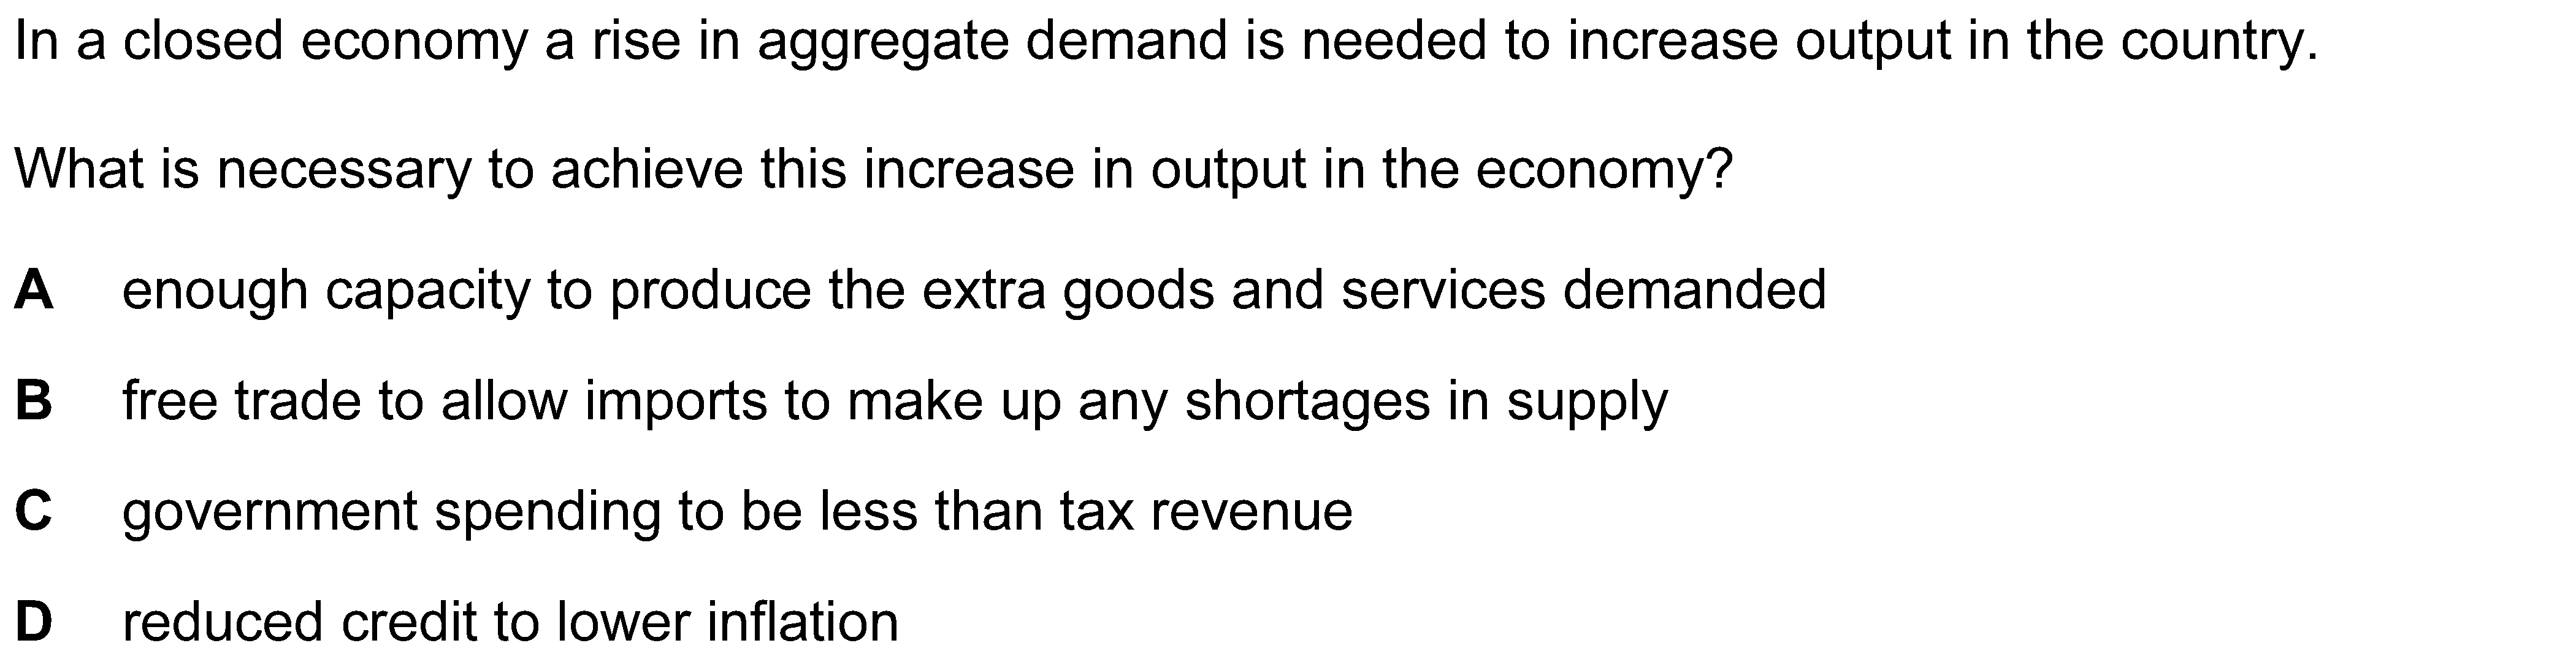 In a closed economy a rise in aggregate demand is needed to increase output in the country.
What is necessary to achieve this increase in output in the economy?
A enough capacity to produce the extra goods and services demanded
B free trade to allow imports to make up any shortages in supply
C government spending to be less than tax revenue
D reduced credit to lower inflation